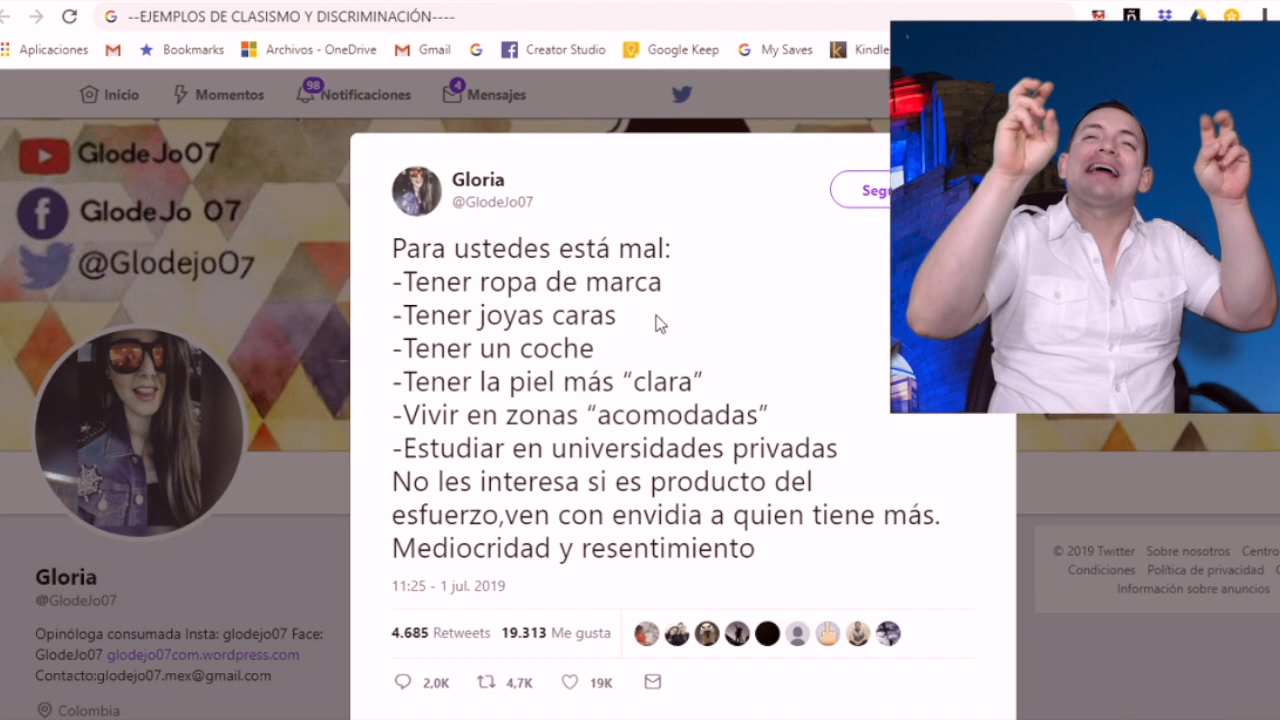 --EJEMPLOS DE CLASISMO Y DISCRIMINACIÓN----
Aplicaciones Bookmarks Archivos - OneDrive Gmail Creator Studio Google Keep My Saves Kindle
Inicio Momentos 98 Notificaciones 4 Mensajes
GlodeJo07
GlodeJo 07
@Glodejo07
Gloria
@GlodeJo07
Para ustedes está mal:
-Tener ropa de marca
-Tener joyas caras
-Tener un coche
-Tener la piel más “clara”
-Vivir en zonas “acomodadas”
-Estudiar en universidades privadas
No les interesa si es producto del
esfuerzo,ven con envidia a quien tiene más.
Mediocridad y resentimiento
11:25 - 1 jul. 2019
4.685 Retweets 19.313 Me gusta
2,0K 4,7K 19K
Gloria
@GlodeJo07
Opinóloga consumada Insta: glodejo07 Face:
GlodeJo07 glodejo07com.wordpress.com
Contacto:glodejo07.mex@gmail.com
Colombia
© 2019 Twitter Sobre nosotros
Condiciones Política de privacidad
Información sobre anuncios